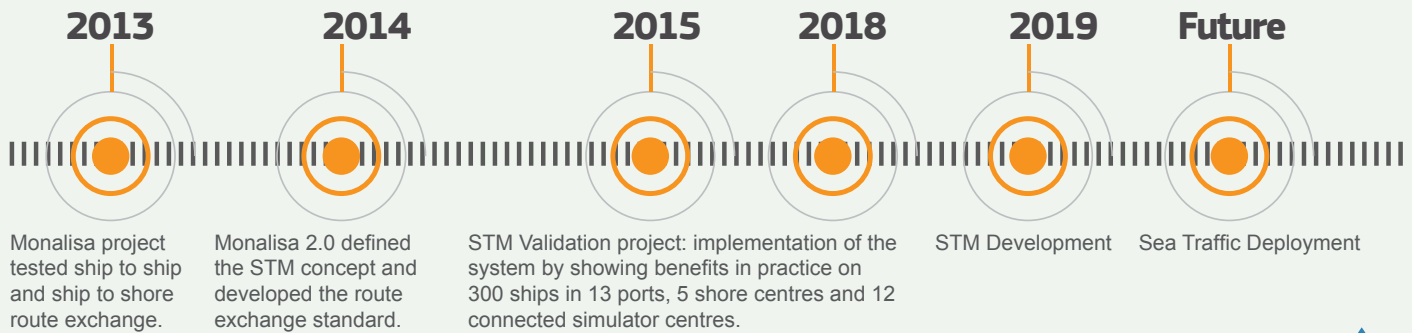 2013
2014
2015
2018
2019
Future
Monalisa project
tested ship to ship
and ship to shore
route exchange.
Monalisa 2.0 defined
the STM concept and
developed the route
exchange standard.
STM Validation project: implementation of the
system by showing benefits in practice on
300 ships in 13 ports, 5 shore centres and 12
connected simulator centres.
STM Development
Sea Traffic Deployment